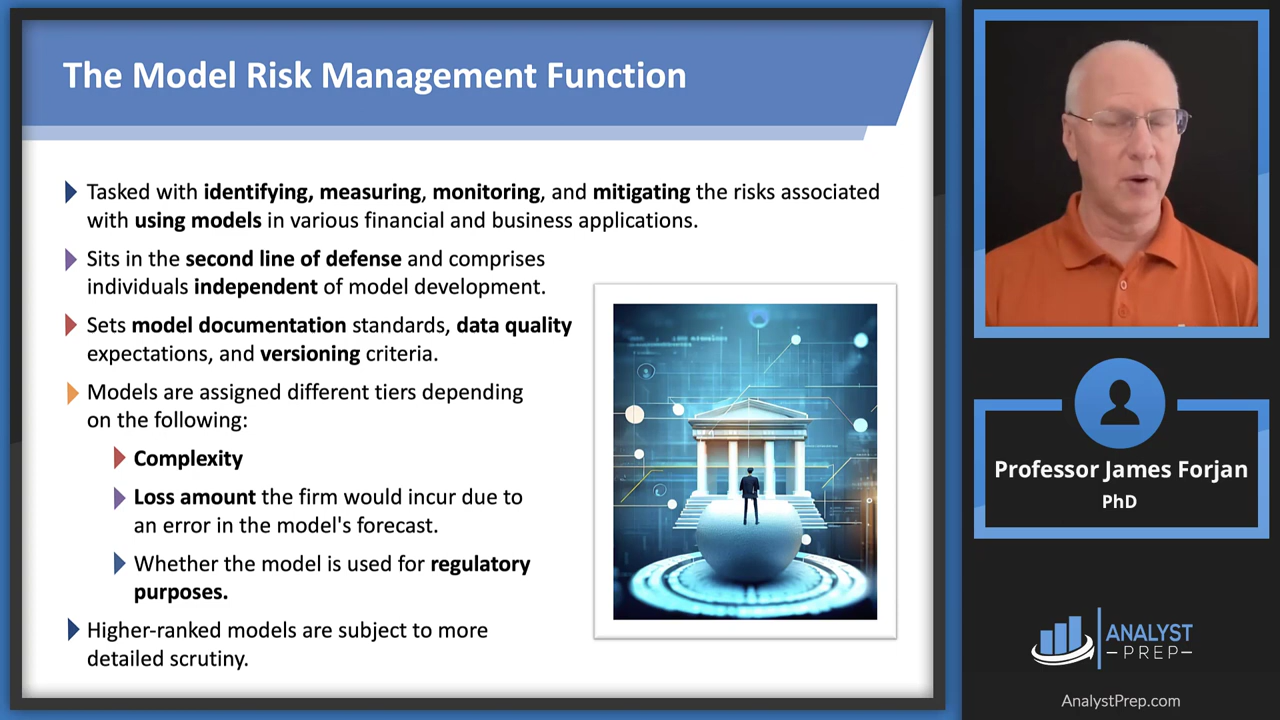 The Model Risk Management Function
Tasked with identifying, measuring, monitoring, and mitigating the risks associated
with using models in various financial and business applications.
Sits in the second line of defense and comprises
individuals independent of model development.
Sets model documentation standards, data quality
expectations, and versioning criteria.
Models are assigned different tiers depending
on the following:
Complexity
Loss amount the firm would incur due to
an error in the model's forecast.
Whether the model is used for regulatory
purposes.
Higher-ranked models are subject to more
detailed scrutiny.
Professor James Forjan
PhD
ANALYST
PREP
AnalystPrep.com